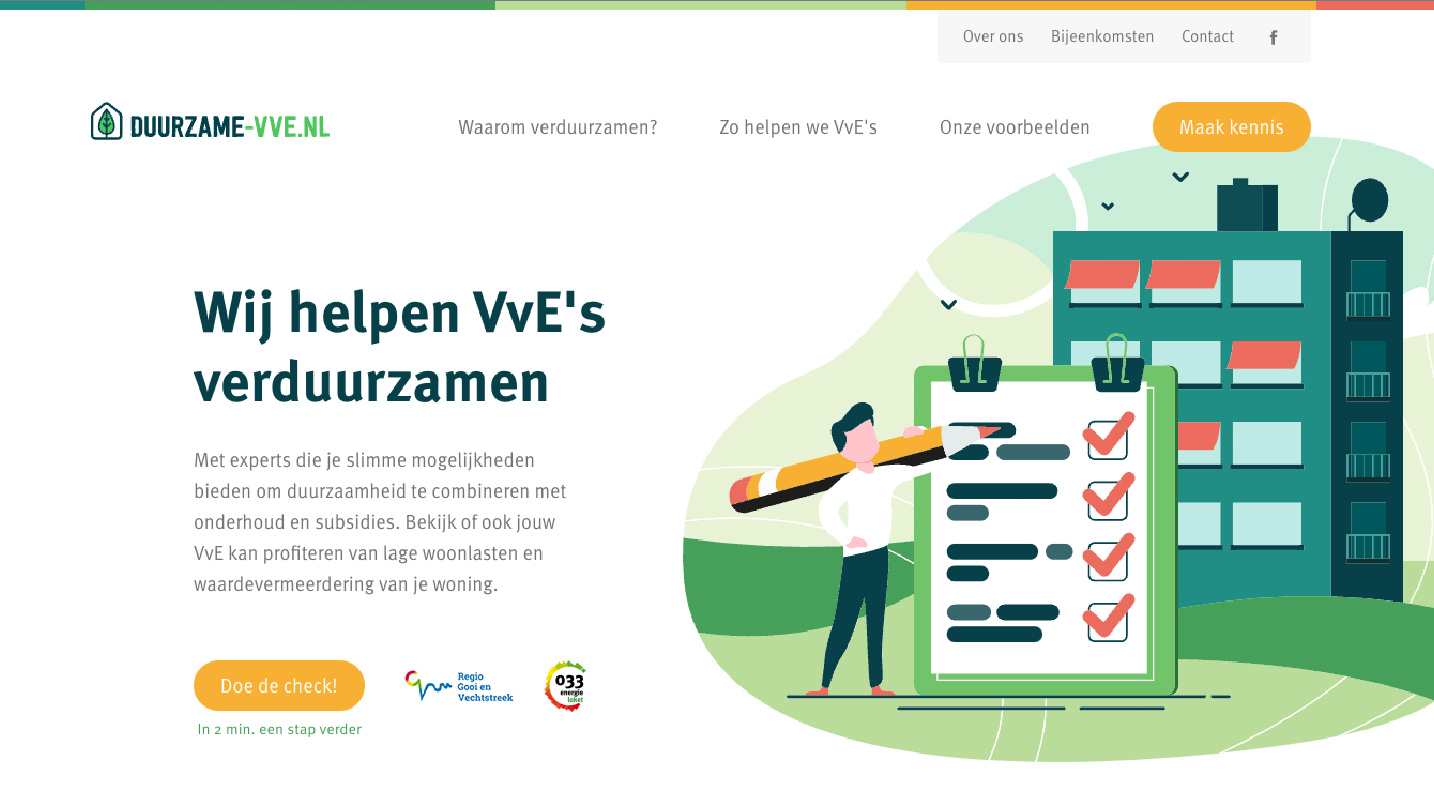 Over ons Bijeenkomsten Contact f
DUURZAME-VVE.NL
Waarom verduurzamen? Zo helpen we VvE's Onze voorbeelden Maak kennis
Wij helpen VvE's
verduurzamen
Met experts die je slimme mogelijkheden
bieden om duurzaamheid te combineren met
onderhoud en subsidies. Bekijk of ook jouw
VvE kan profiteren van lage woonlasten en
waardevermeerdering van je woning.
Doe de check!
In 2 min. een stap verder
Regio
Gooi en
Vechtstreek
033
energie
loket